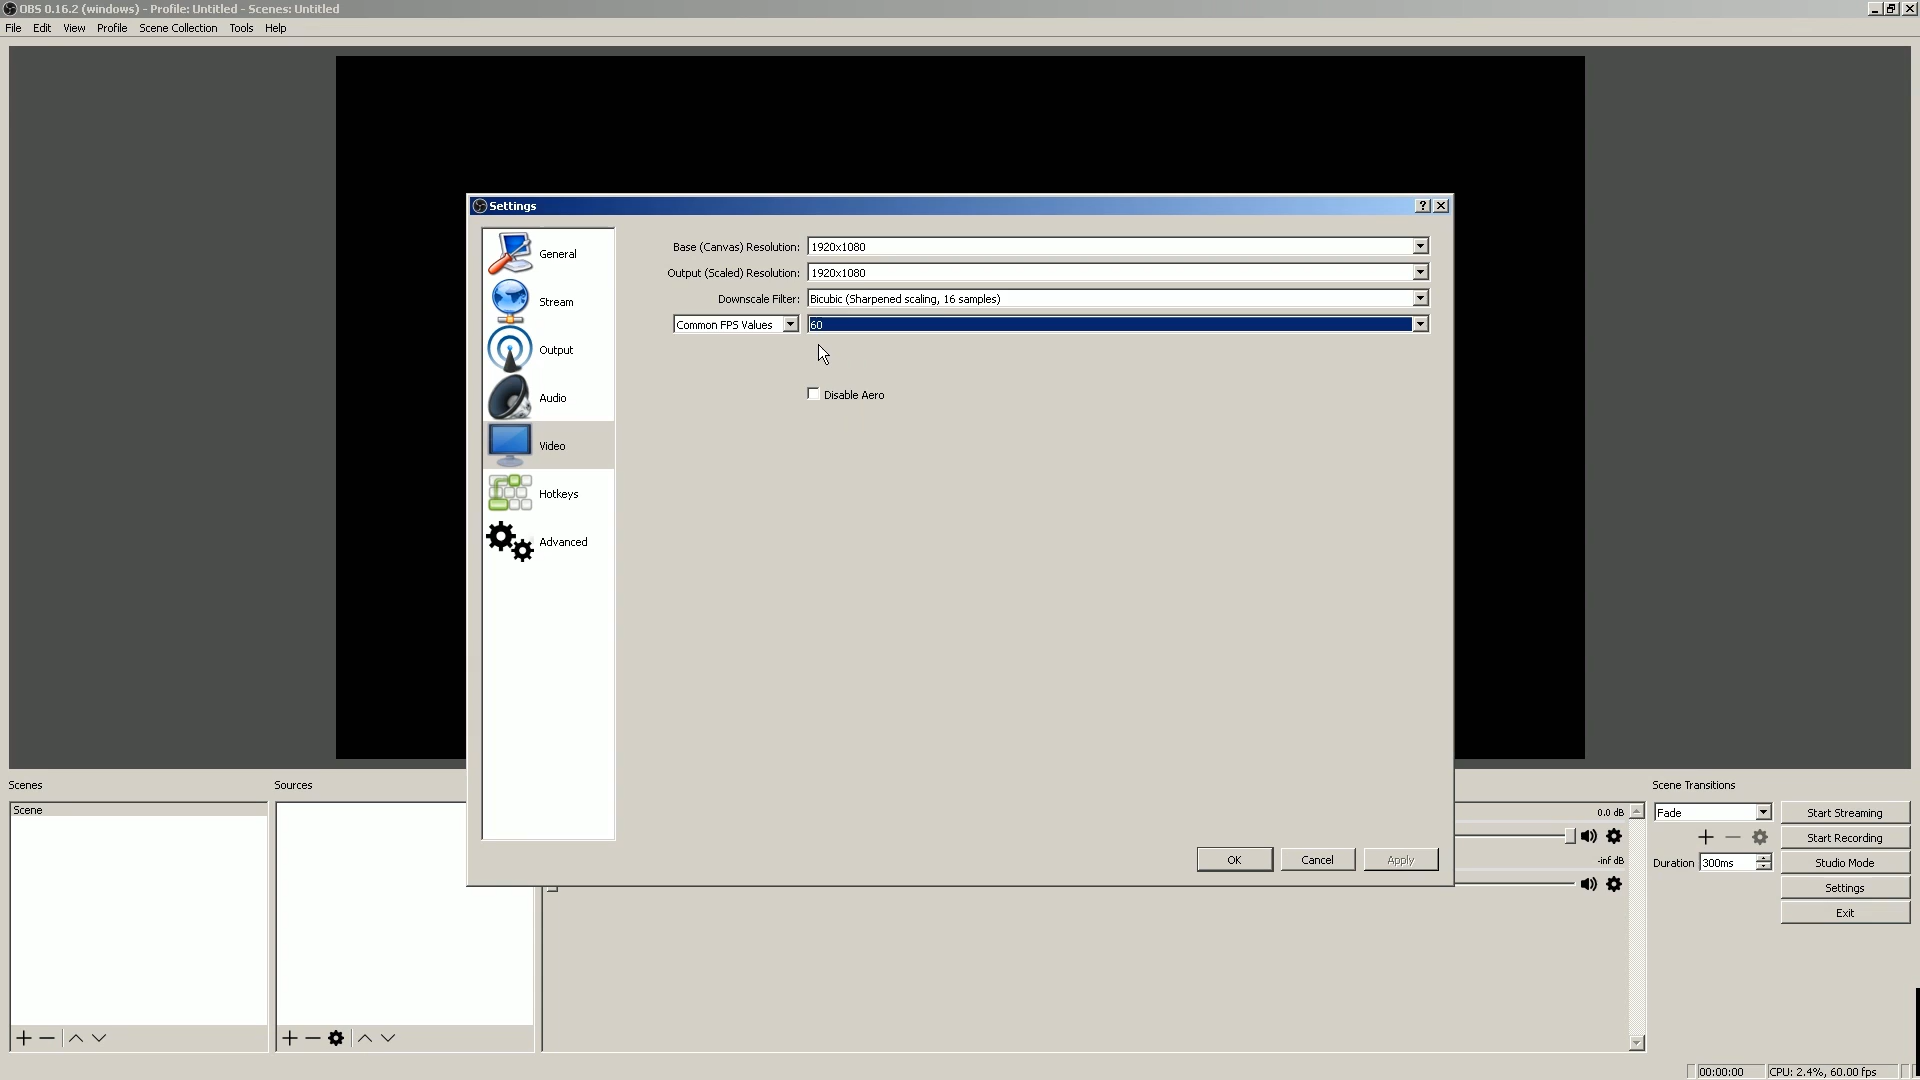 OBS 0.16.2 (windows) - Profile: Untitled - Scenes: Untitled
File Edit View Profile Scene Collection Tools Help
Settings
General
Stream
Output
Audio
Video
Hotkeys
Advanced
Base (Canvas) Resolution: 1920x1080
Output (Scaled) Resolution: 1920x1080
Downscale Filter: Bicubic (Sharpened scaling, 16 samples)
Common FPS Values 60
Disable Aero
OK Cancel Apply
Scenes
Scene
Sources
0.0 dB
-inf dB
Scene Transitions
Fade
Duration 300ms
Start Streaming
Start Recording
Studio Mode
Settings
Exit
00:00:00 CPU: 2.4%, 60.00 fps